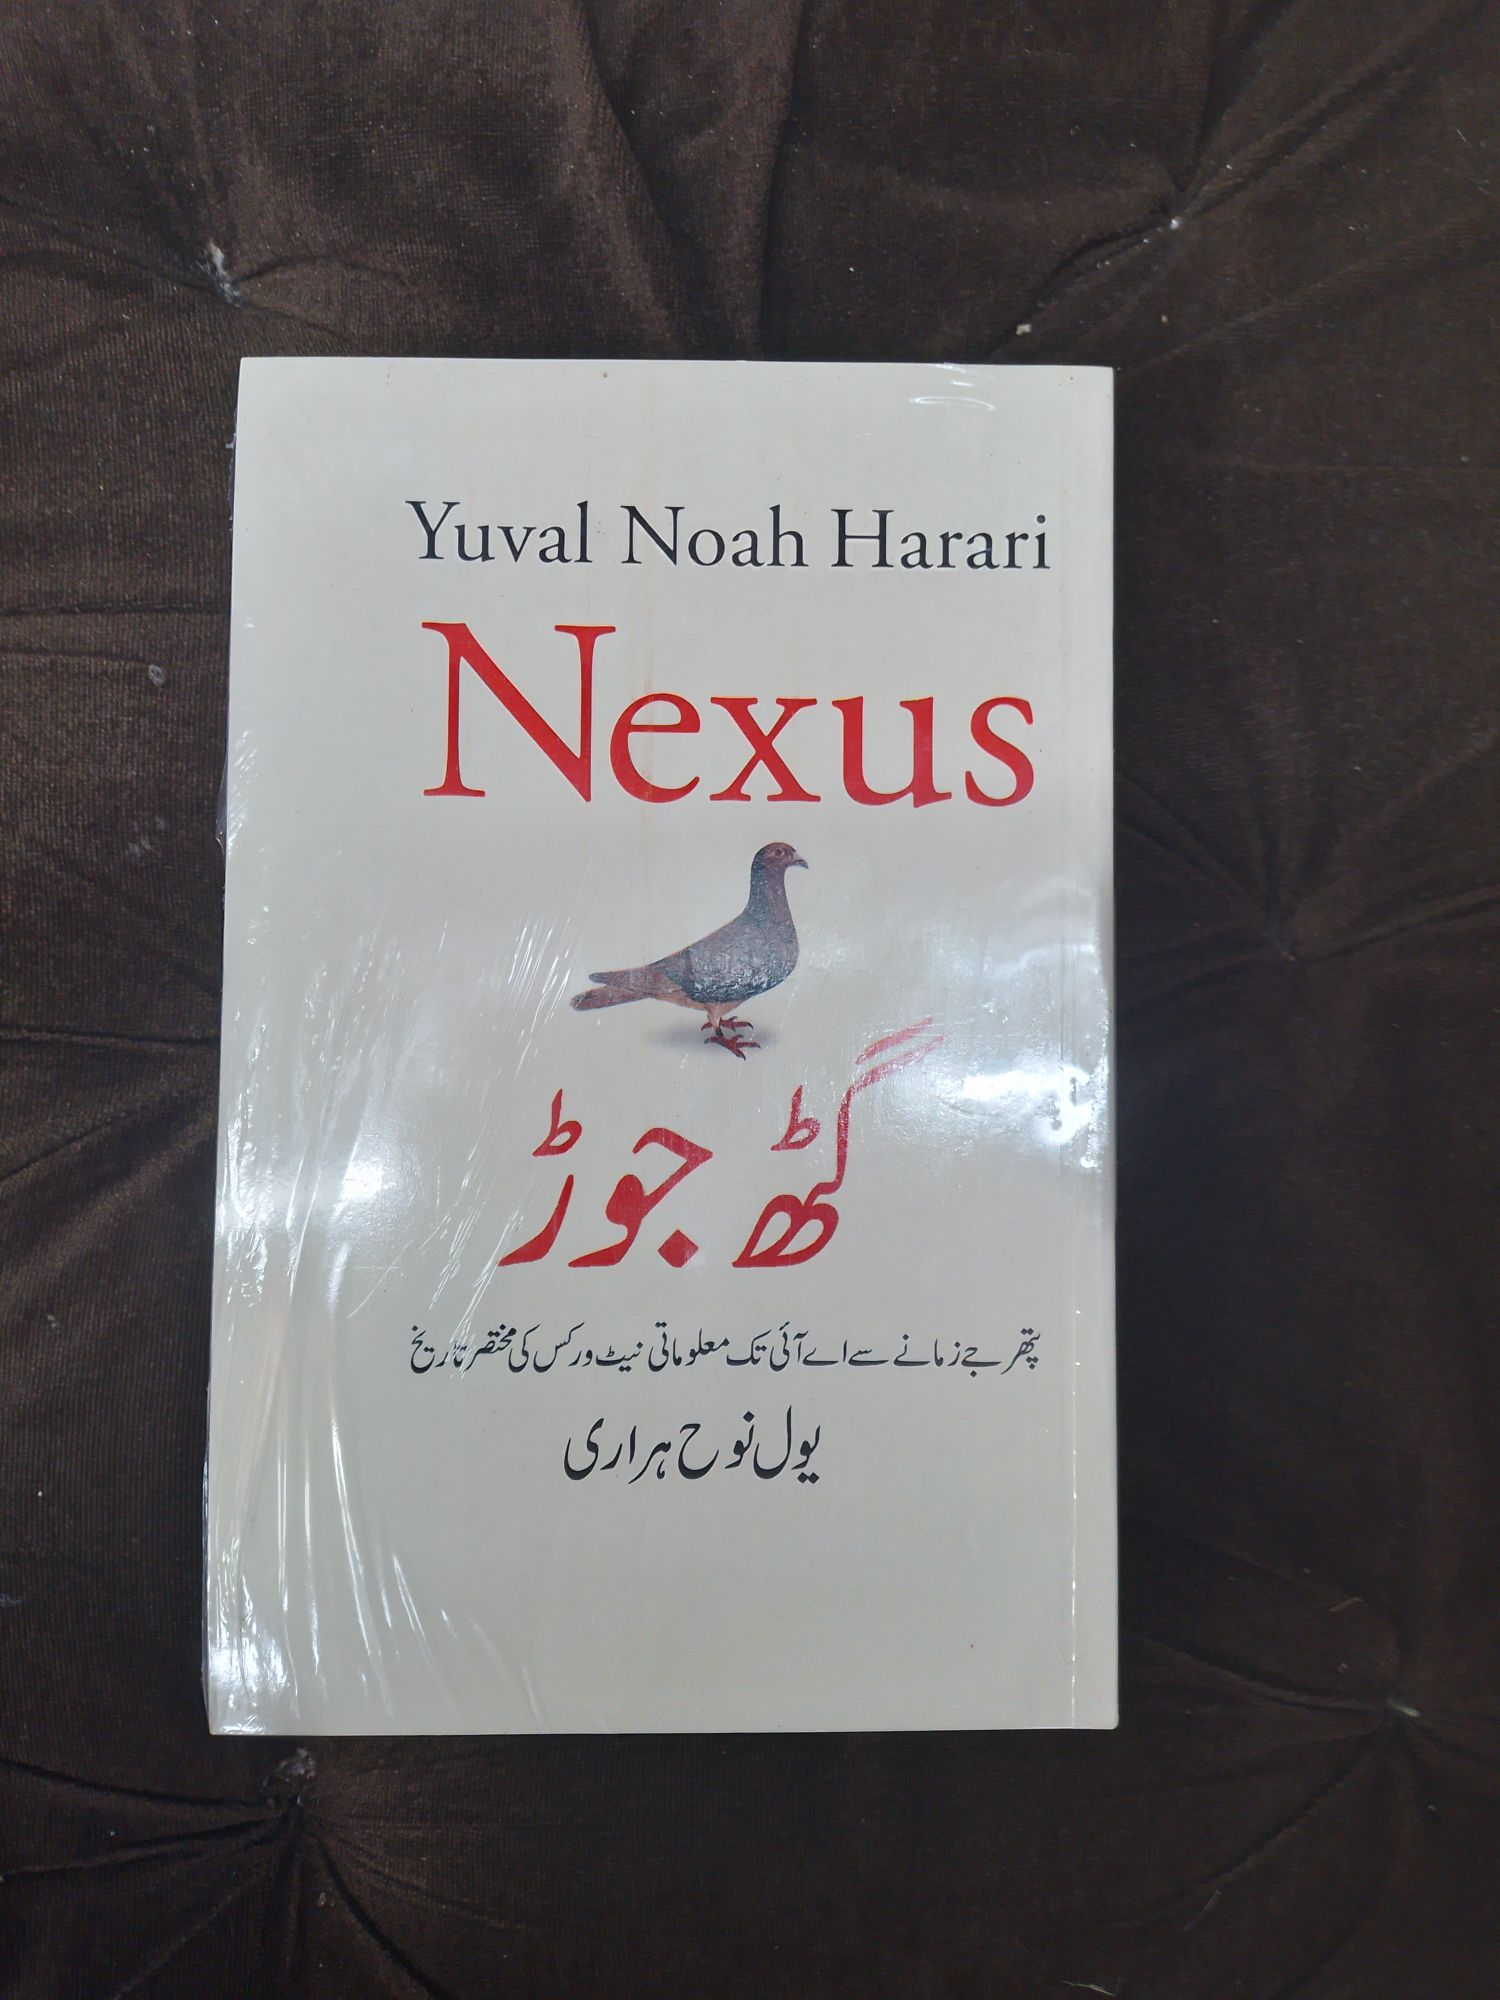 Yuval Noah Harari
Nexus
گٹھ جوڑ
پتھر جے زمانے سے اے آئی تک معلوماتی نیٹ ورکس کی مختصر تاریخ
یول نوح ہراری